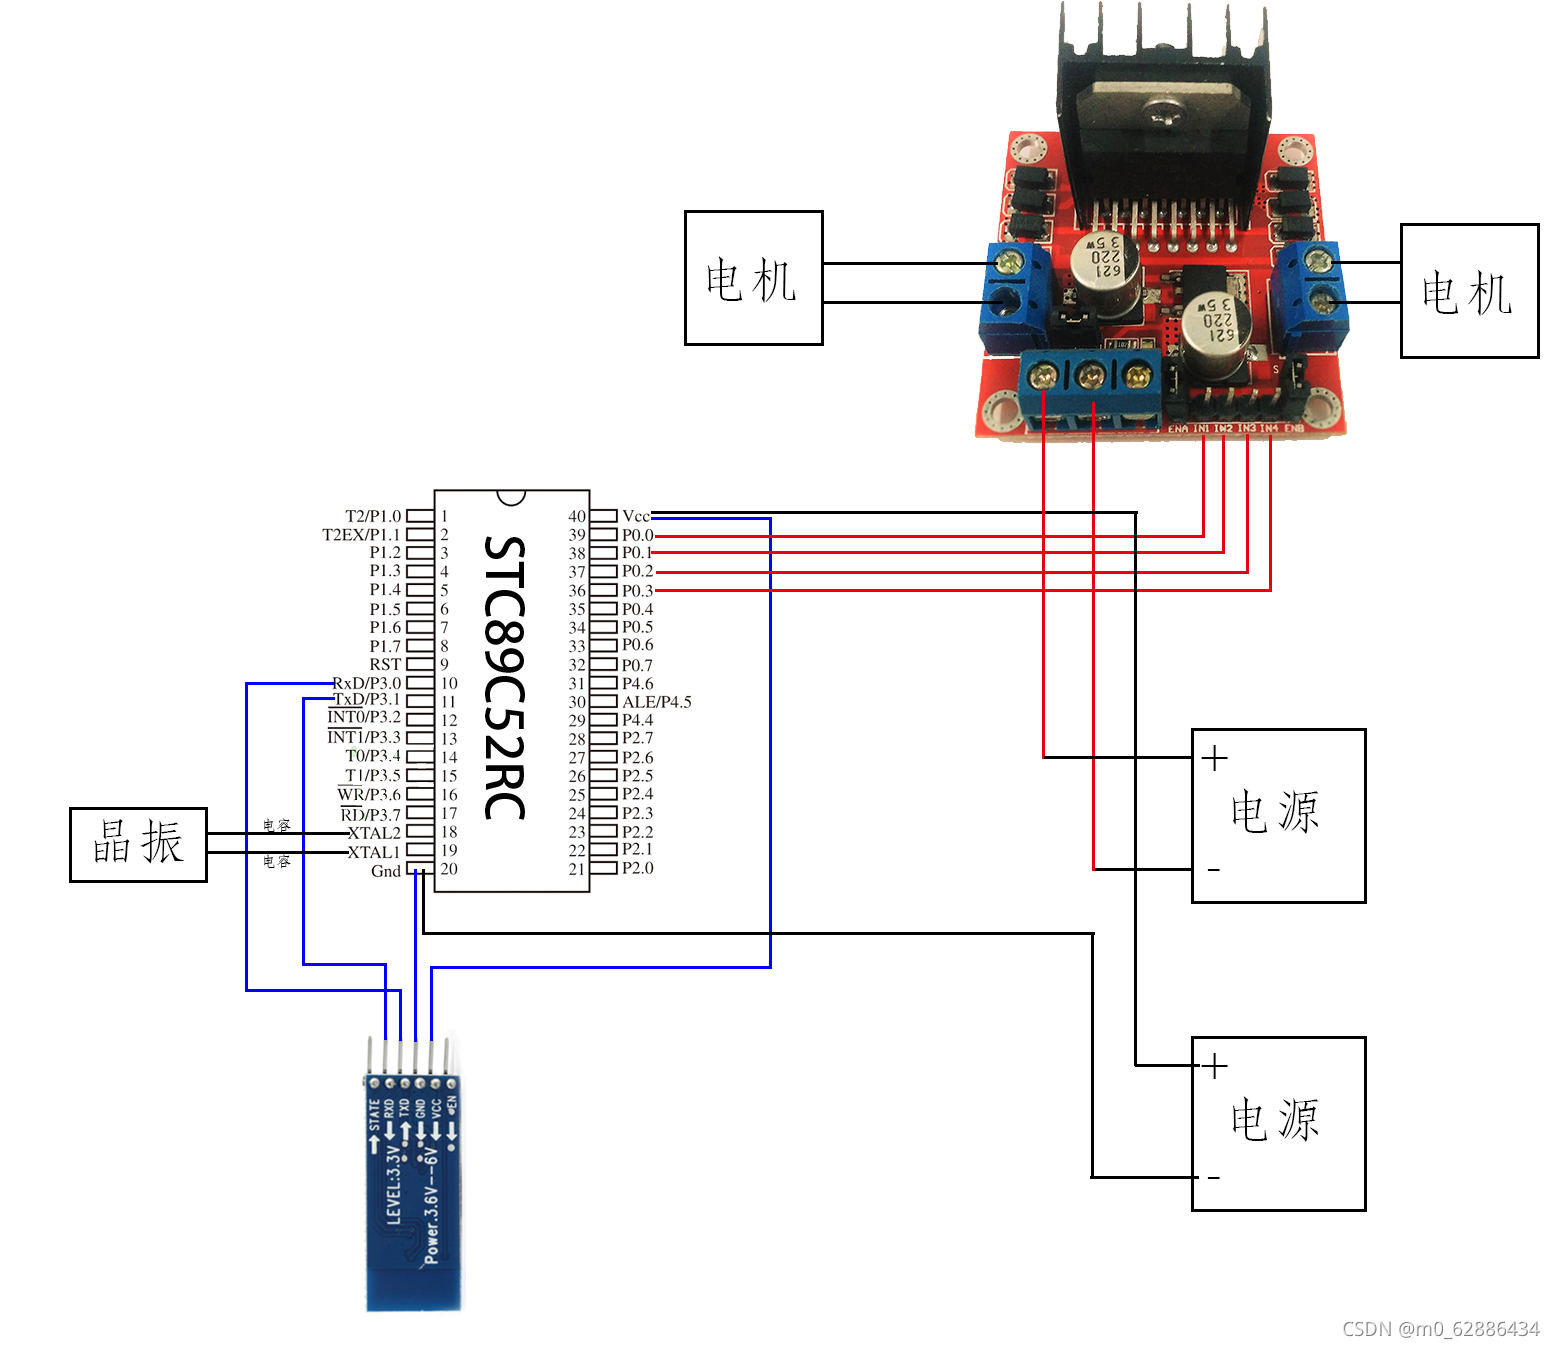 电机
电机
35w
220
621
35w
220
621
S
ENA IN1 IN2 IN3 IN4 ENB
STC89C52RC
T2/P1.0 1
T2EX/P1.1 2
P1.2 3
P1.3 4
P1.4 5
P1.5 6
P1.6 7
P1.7 8
RST 9
RxD/P3.0 10
TxD/P3.1 11
INT0/P3.2 12
INT1/P3.3 13
T0/P3.4 14
T1/P3.5 15
WR/P3.6 16
RD/P3.7 17
XTAL2 18
XTAL1 19
Gnd 20
40 Vcc
39 P0.0
38 P0.1
37 P0.2
36 P0.3
35 P0.4
34 P0.5
33 P0.6
32 P0.7
31 P4.6
30 ALE/P4.5
29 P4.4
28 P2.7
27 P2.6
26 P2.5
25 P2.4
24 P2.3
23 P2.2
22 P2.1
21 P2.0
晶振
电容
电容
+
电源
-
+
电源
-
STATE
RXD
TXD
GND
VCC
EN
LEVEL:3.3V
Power.3.6V--6V
CSDN @m0_62886434